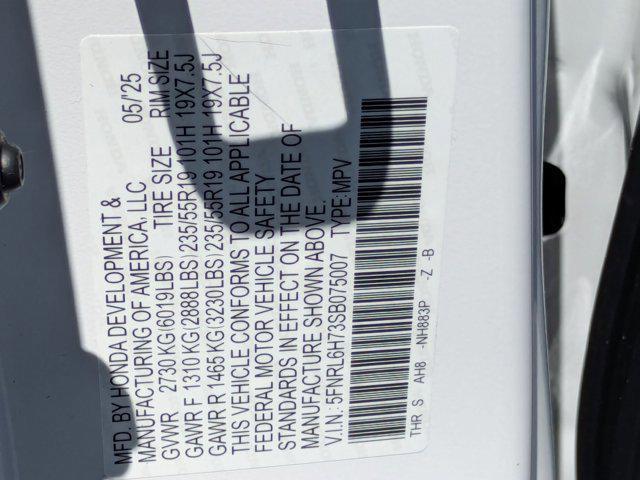 MFD. BY HONDA DEVELOPMENT & 05/25
MANUFACTURING OF AMERICA, LLC
GVWR 2730 KG(6019LBS) TIRE SIZE RIM SIZE
GAWR F 1310 KG(2888LBS) 235/55R19 101H 19X7.5J
GAWR R 1465 KG(3230LBS) 235/55R19 101H 19X7.5J
THIS VEHICLE CONFORMS TO ALL APPLICABLE
FEDERAL MOTOR VEHICLE SAFETY
STANDARDS IN EFFECT ON THE DATE OF
MANUFACTURE SHOWN ABOVE.
V.I.N.: 5FNRL6H73SB075007 TYPE:MPV
THR S AH8 -NH883P -Z -B